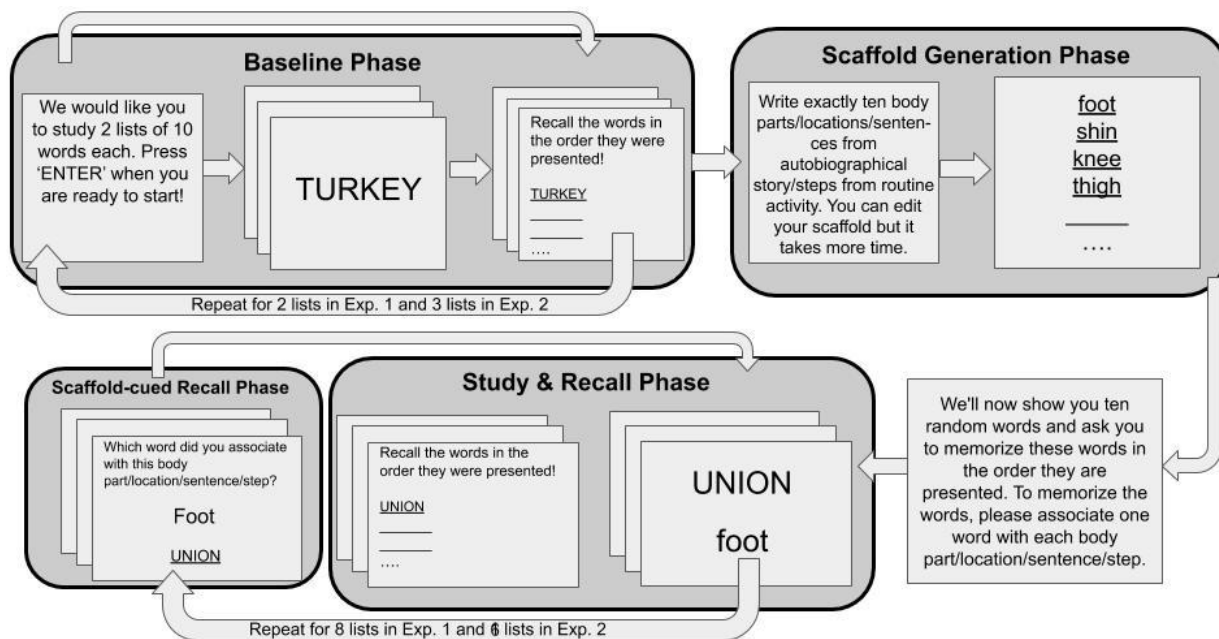 Baseline Phase
We would like you
to study 2 lists of 10
words each. Press
‘ENTER’ when you
are ready to start!
TURKEY
Recall the words in
the order they were
presented!
TURKEY
....
Repeat for 2 lists in Exp. 1 and 3 lists in Exp. 2
Scaffold Generation Phase
Write exactly ten body
parts/locations/senten-
ces from
autobiographical
story/steps from routine
activity. You can edit
your scaffold but it
takes more time.
foot
shin
knee
thigh
....
We'll now show you ten
random words and ask you
to memorize these words
in the order they are
presented. To memorize the
words, please associate one
word with each body
part/location/sentence/step.
Study & Recall Phase
UNION
foot
Recall the words in the
order they were presented!
UNION
....
Scaffold-cued Recall Phase
Which word did you associate
with this body
part/location/sentence/step?
Foot
UNION
Repeat for 8 lists in Exp. 1 and lists in Exp. 2